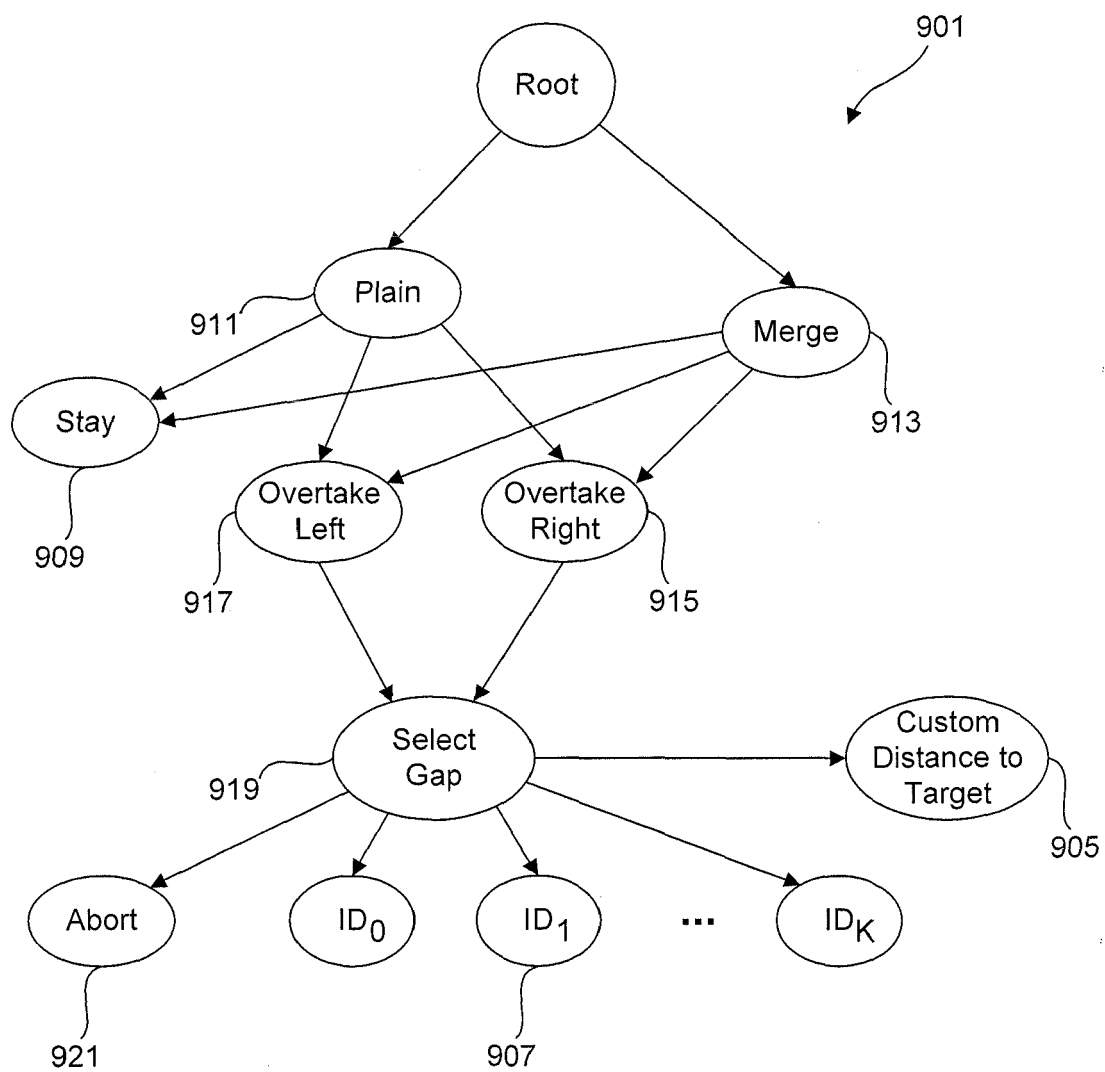 901
Root
Plain
911
Merge
913
Stay
909
Overtake
Left
917
Overtake
Right
915
Select
Gap
919
Custom
Distance to
Target
905
Abort
921
ID0
ID1
907
...
IDK